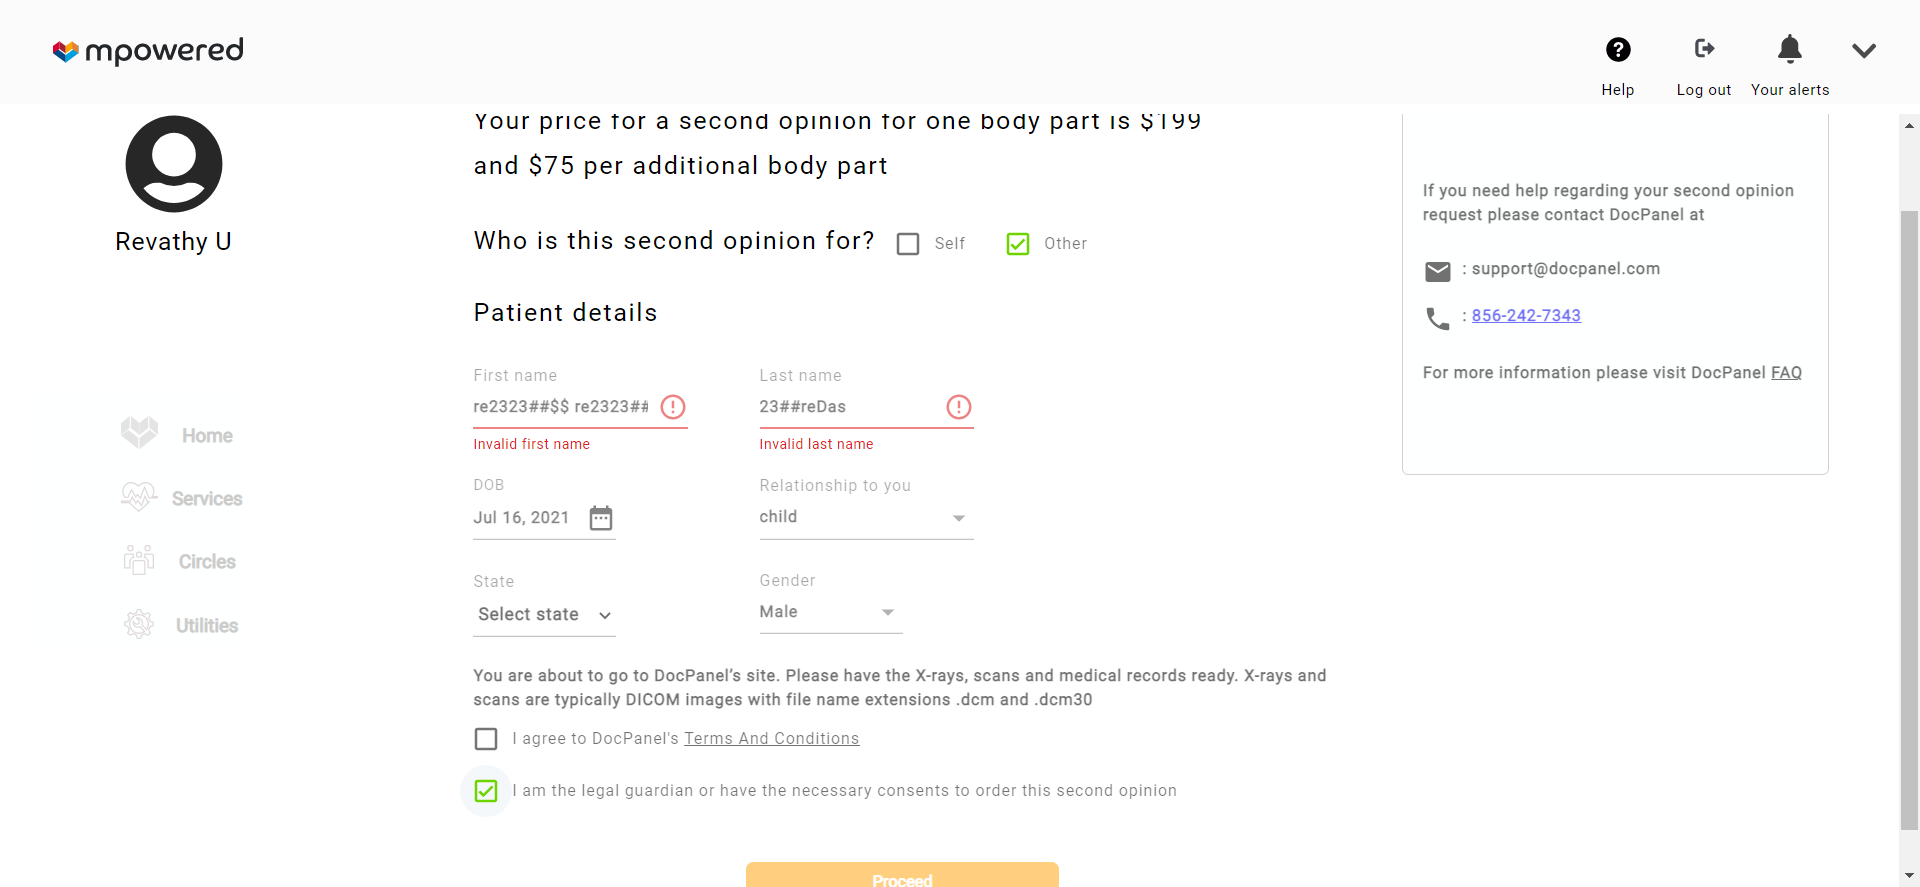 mpowered
Help
Log out
Your alerts
Revathy U
Home
Services
Circles
Utilities
Your price for a second opinion for one body part is $199
and $75 per additional body part
Who is this second opinion for?
Self
Other
Patient details
First name
re2323##$$ re2323##
Invalid first name
Last name
23##reDas
Invalid last name
DOB
Jul 16, 2021
Relationship to you
child
State
Select state
Gender
Male
You are about to go to DocPanel’s site. Please have the X-rays, scans and medical records ready. X-rays and
scans are typically DICOM images with file name extensions .dcm and .dcm30
I agree to DocPanel's Terms And Conditions
I am the legal guardian or have the necessary consents to order this second opinion
Proceed
If you need help regarding your second opinion
request please contact DocPanel at
: support@docpanel.com
: 856-242-7343
For more information please visit DocPanel FAQ